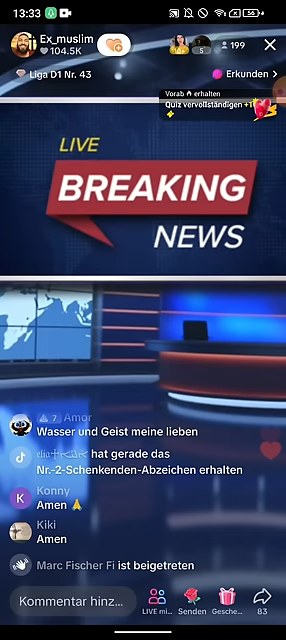 13:33
Ex_muslim
104.5K
199
Liga D1 Nr. 43
Erkunden
Vorab erhalten
Quiz vervollständigen +1
LIVE
BREAKING
NEWS
7 Amor
Wasser und Geist meine lieben
hat gerade das
Nr.-2-Schenkenden-Abzeichen erhalten
K Konny
Amen 🙏
Kiki
Amen
Marc Fischer Fi ist beigetreten
Kommentar hinz...
LIVE mi...
Senden
Gesche...
83